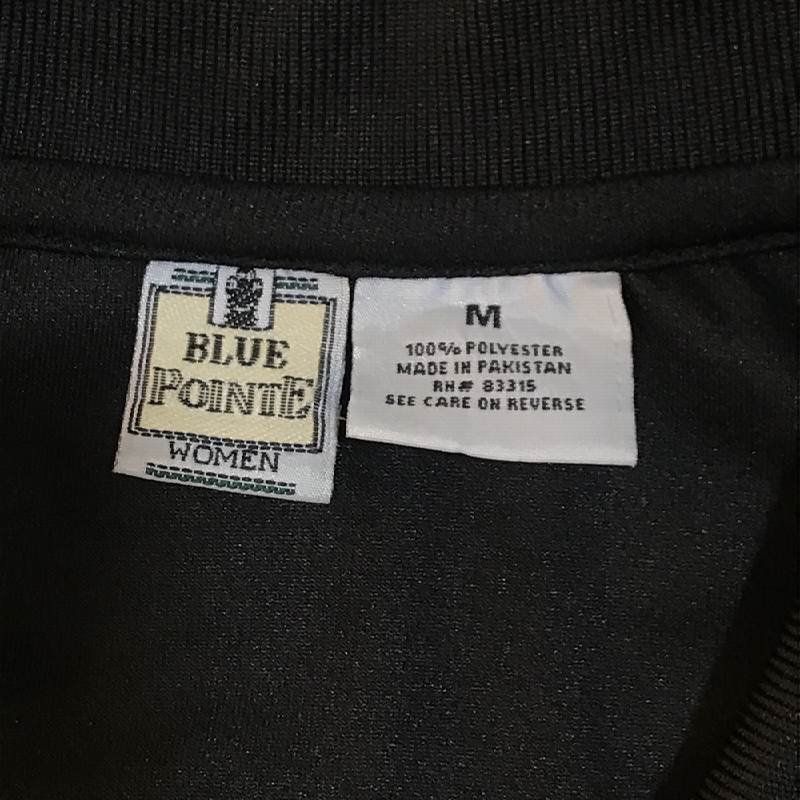 BLUE
POINTE
WOMEN
M
100% POLYESTER
MADE IN PAKISTAN
RN# 83315
SEE CARE ON REVERSE